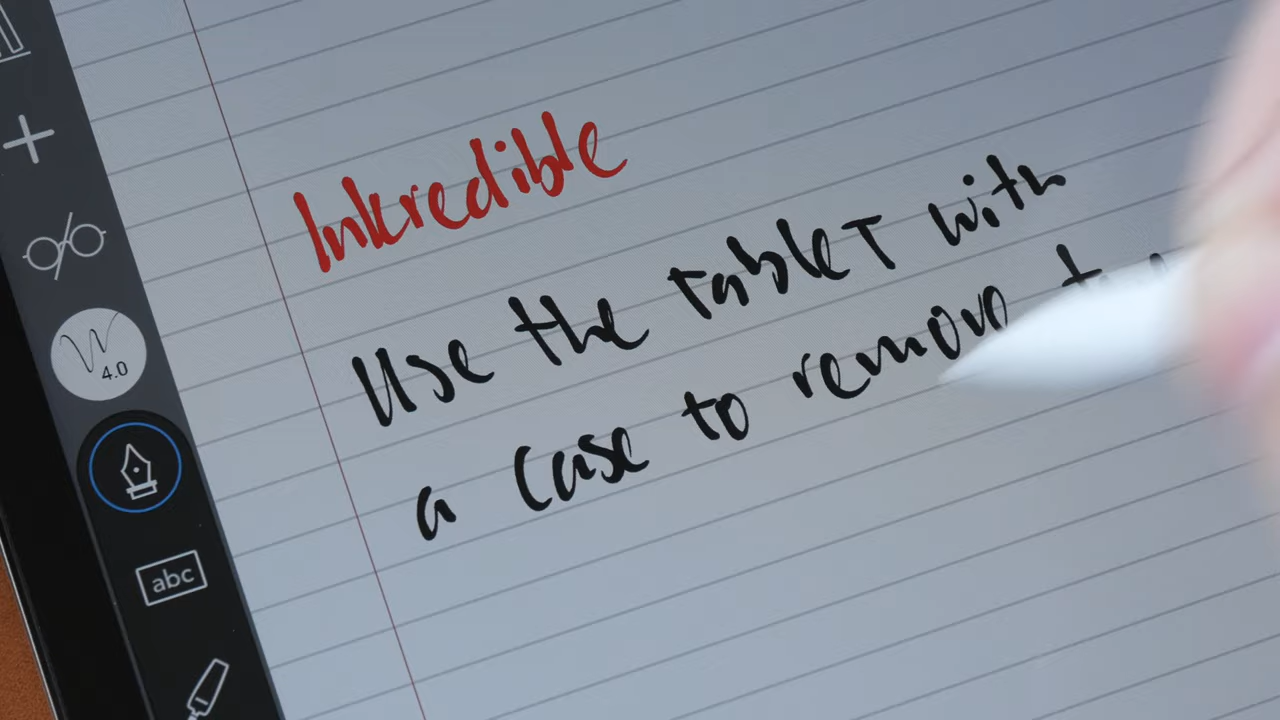 Inkredible
Use the tablet with
a case to remove
4.0
abc